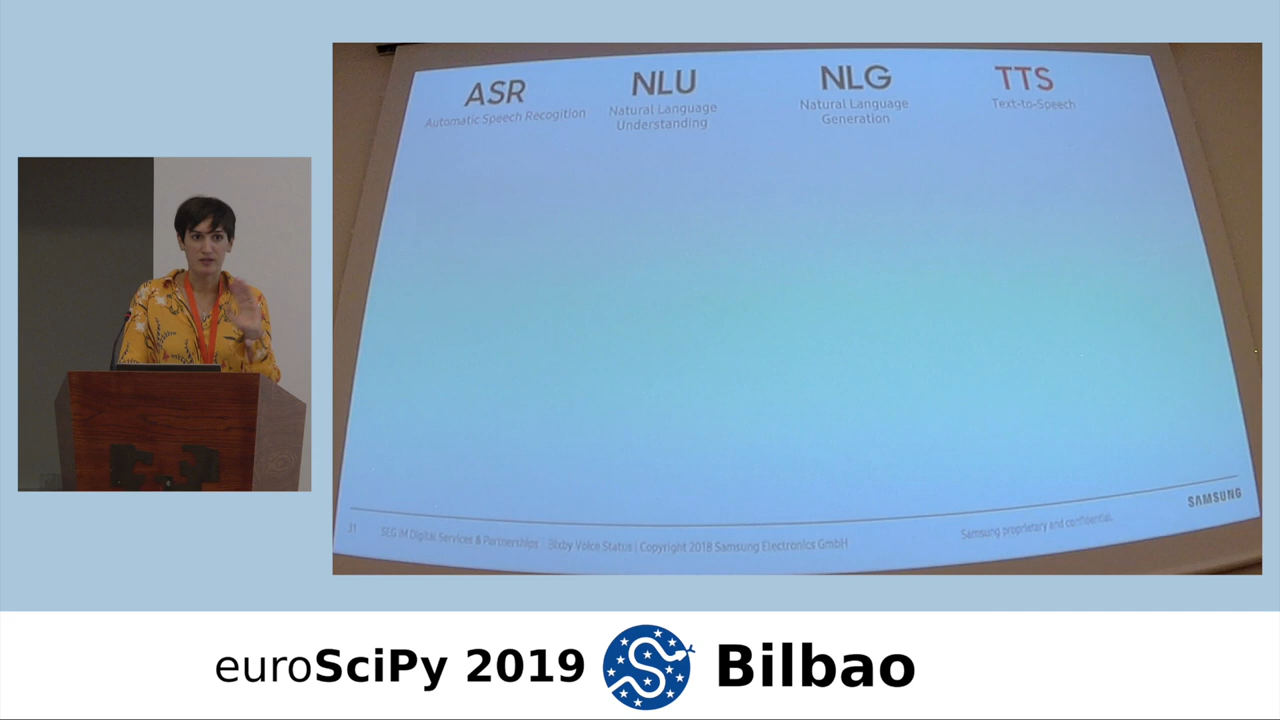 ASR
Automatic Speech Recogition
NLU
Natural Language
Understanding
NLG
Natural Language
Generation
TTS
Text-to-Speech
31
SEG IM Digital Services & Partnerships | Bixby Voice Status | Copyright 2018 Samsung Electronics GmbH
Samsung proprietary and confidential.
SAMSUNG
euroSciPy 2019
Bilbao